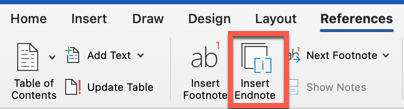 Home Insert Draw Design Layout References
Table of
Contents
Add Text
Update Table
ab1
Insert
Footnote
[i]
Insert
Endnote
ab
Next Footnote
Show Notes